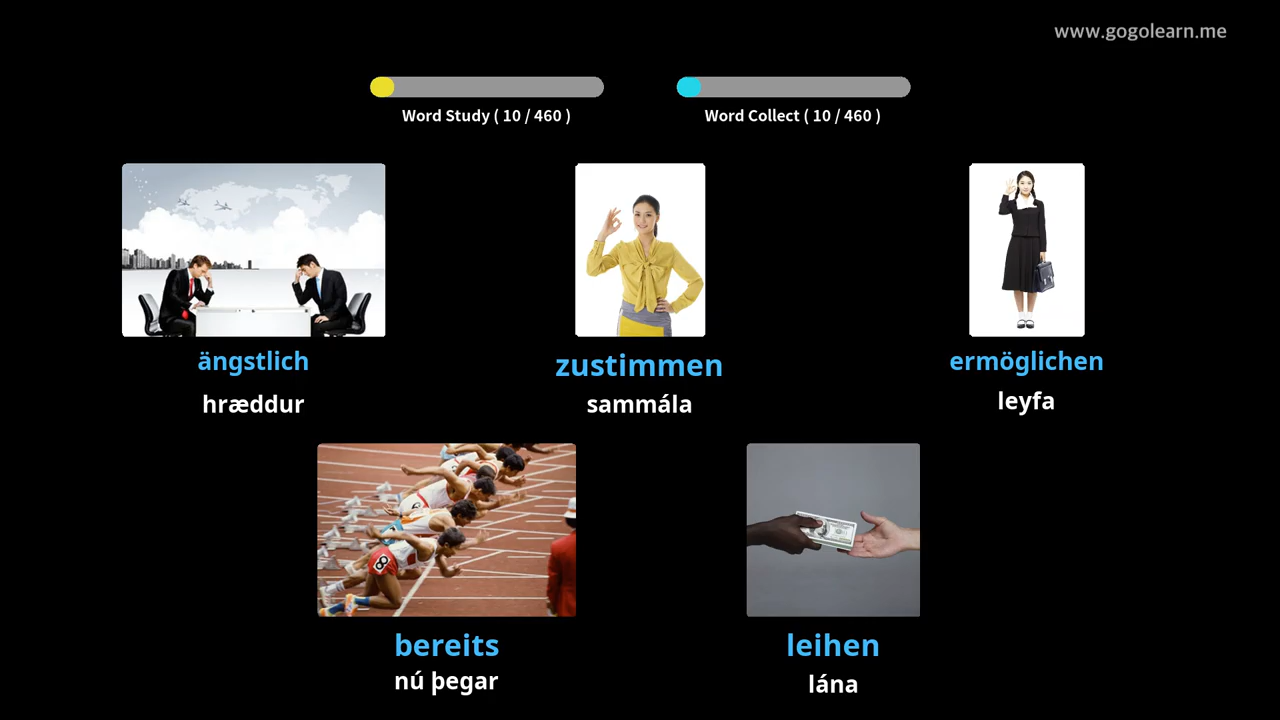 www.gogolearn.me
Word Study ( 10 / 460 )
Word Collect ( 10 / 460 )
ängstlich
hræddur
zustimmen
sammála
ermöglichen
leyfa
8
bereits
nú þegar
leihen
lána